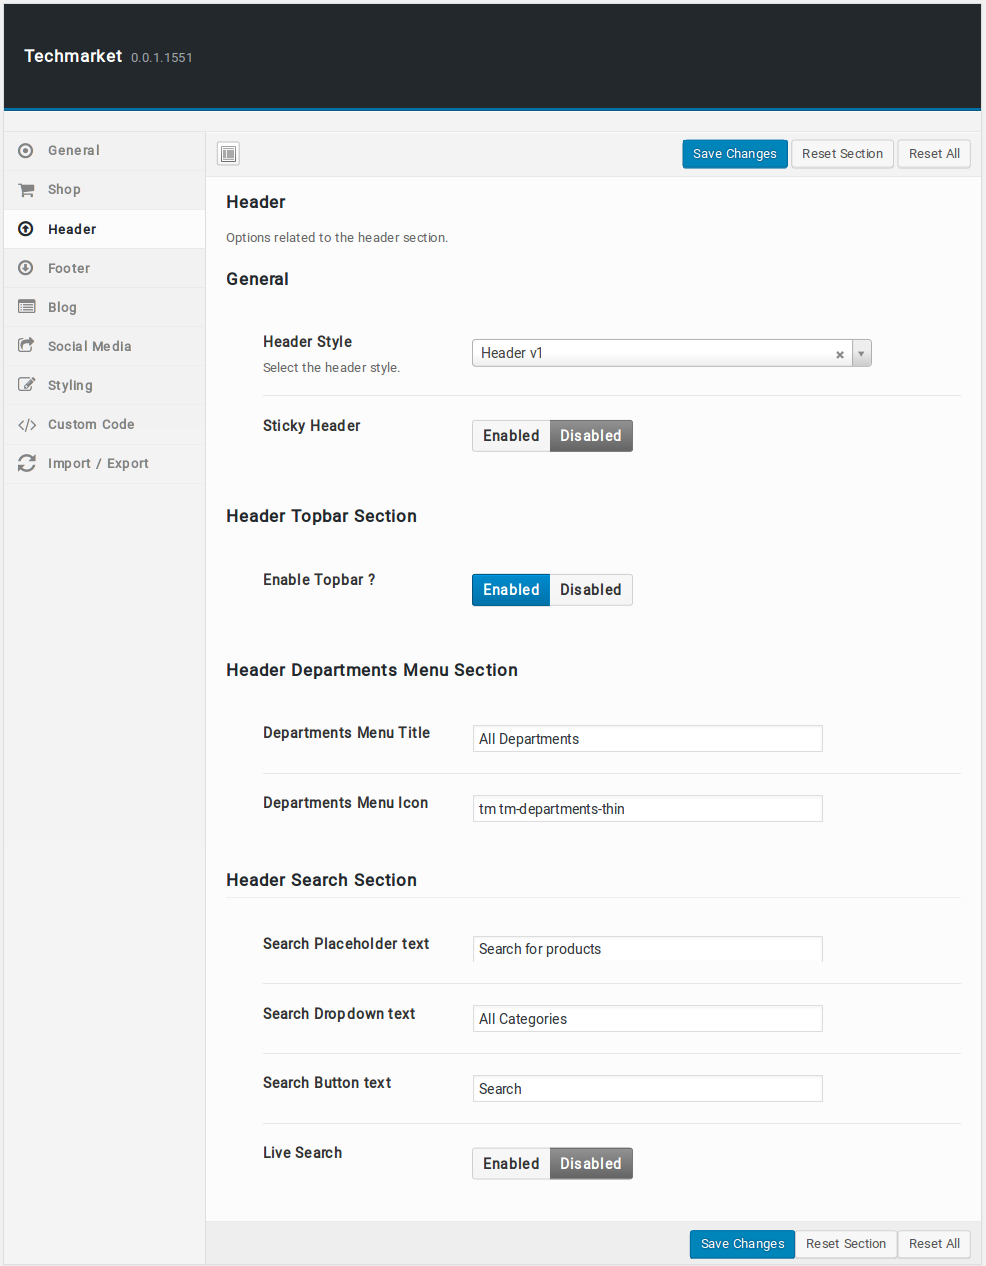 Techmarket 0.0.1.1551
General
Shop
Header
Footer
Blog
Social Media
Styling
Custom Code
Import / Export
Save Changes Reset Section Reset All
Header
Options related to the header section.
General
Header Style
Select the header style.
Header v1
Sticky Header
Enabled Disabled
Header Topbar Section
Enable Topbar ?
Enabled Disabled
Header Departments Menu Section
Departments Menu Title
All Departments
Departments Menu Icon
tm tm-departments-thin
Header Search Section
Search Placeholder text
Search for products
Search Dropdown text
All Categories
Search Button text
Search
Live Search
Enabled Disabled
Save Changes Reset Section Reset All